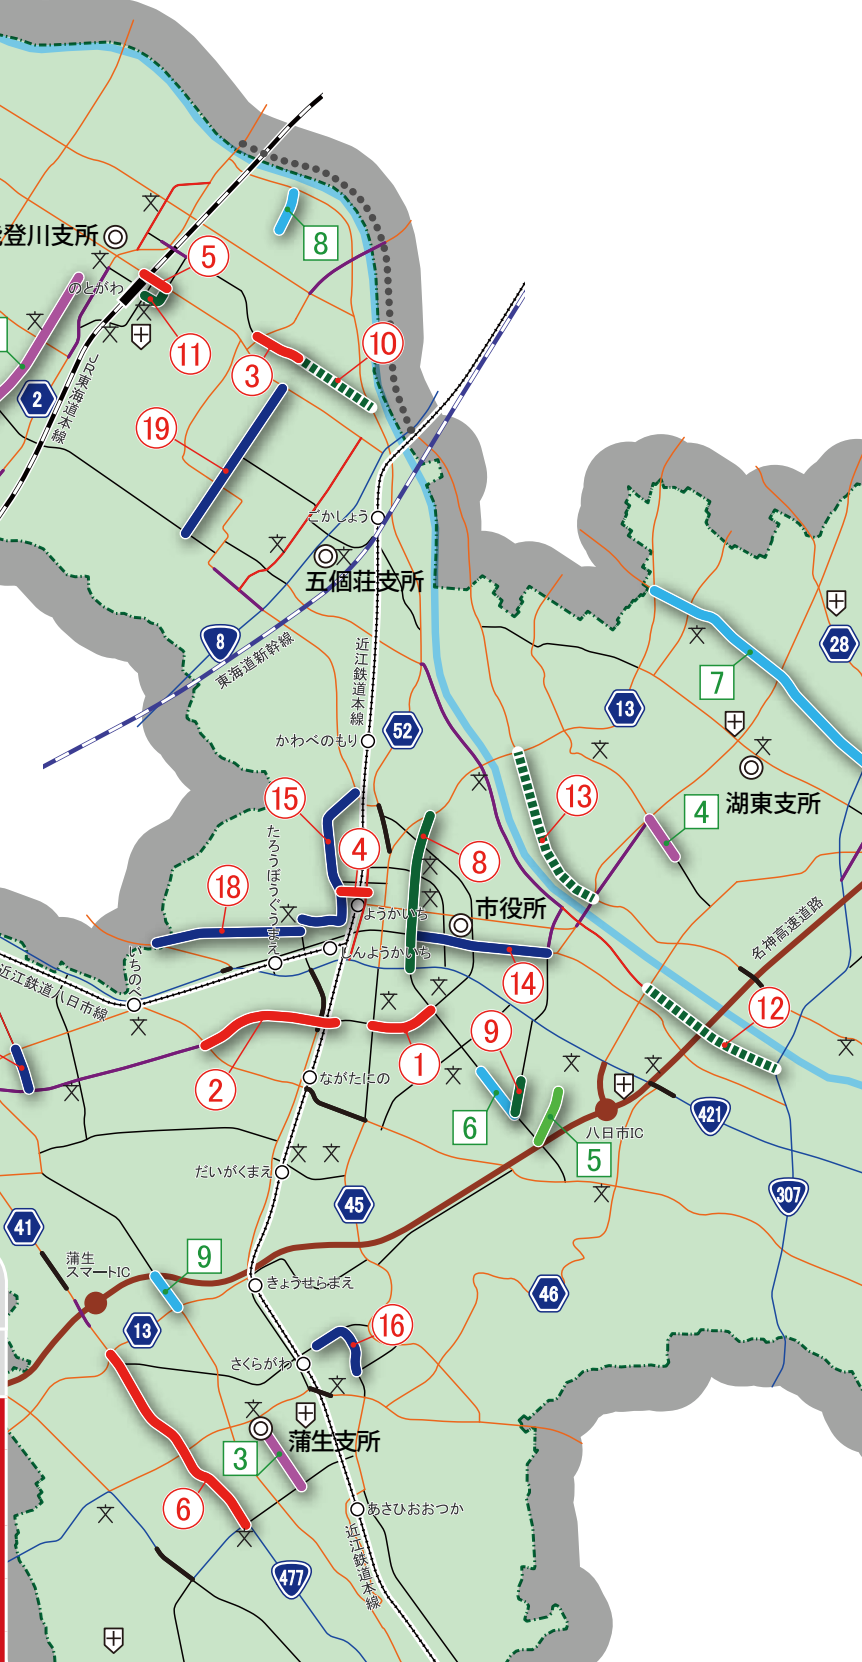 8
能登川支所
5
のとがわ
11
10
3
2
JR東海道本線
19
ごかしょう
五個荘支所
28
8
東海道新幹線
近江鉄道本線
7
13
52
かわべのもり
湖東支所
15
13
4
たろうぼうぐうまえ
4
8
18
ようかいち
市役所
名神高速道路
しんようかいち
いちのべ
近江鉄道八日市線
14
12
9
1
2
ながたにの
6
421
八日市IC
5
だいがくまえ
307
45
41
蒲生
スマートIC
9
きょうせらまえ
46
13
16
さくらがわ
蒲生支所
3
6
あさひおおつか
近江鉄道本線
477